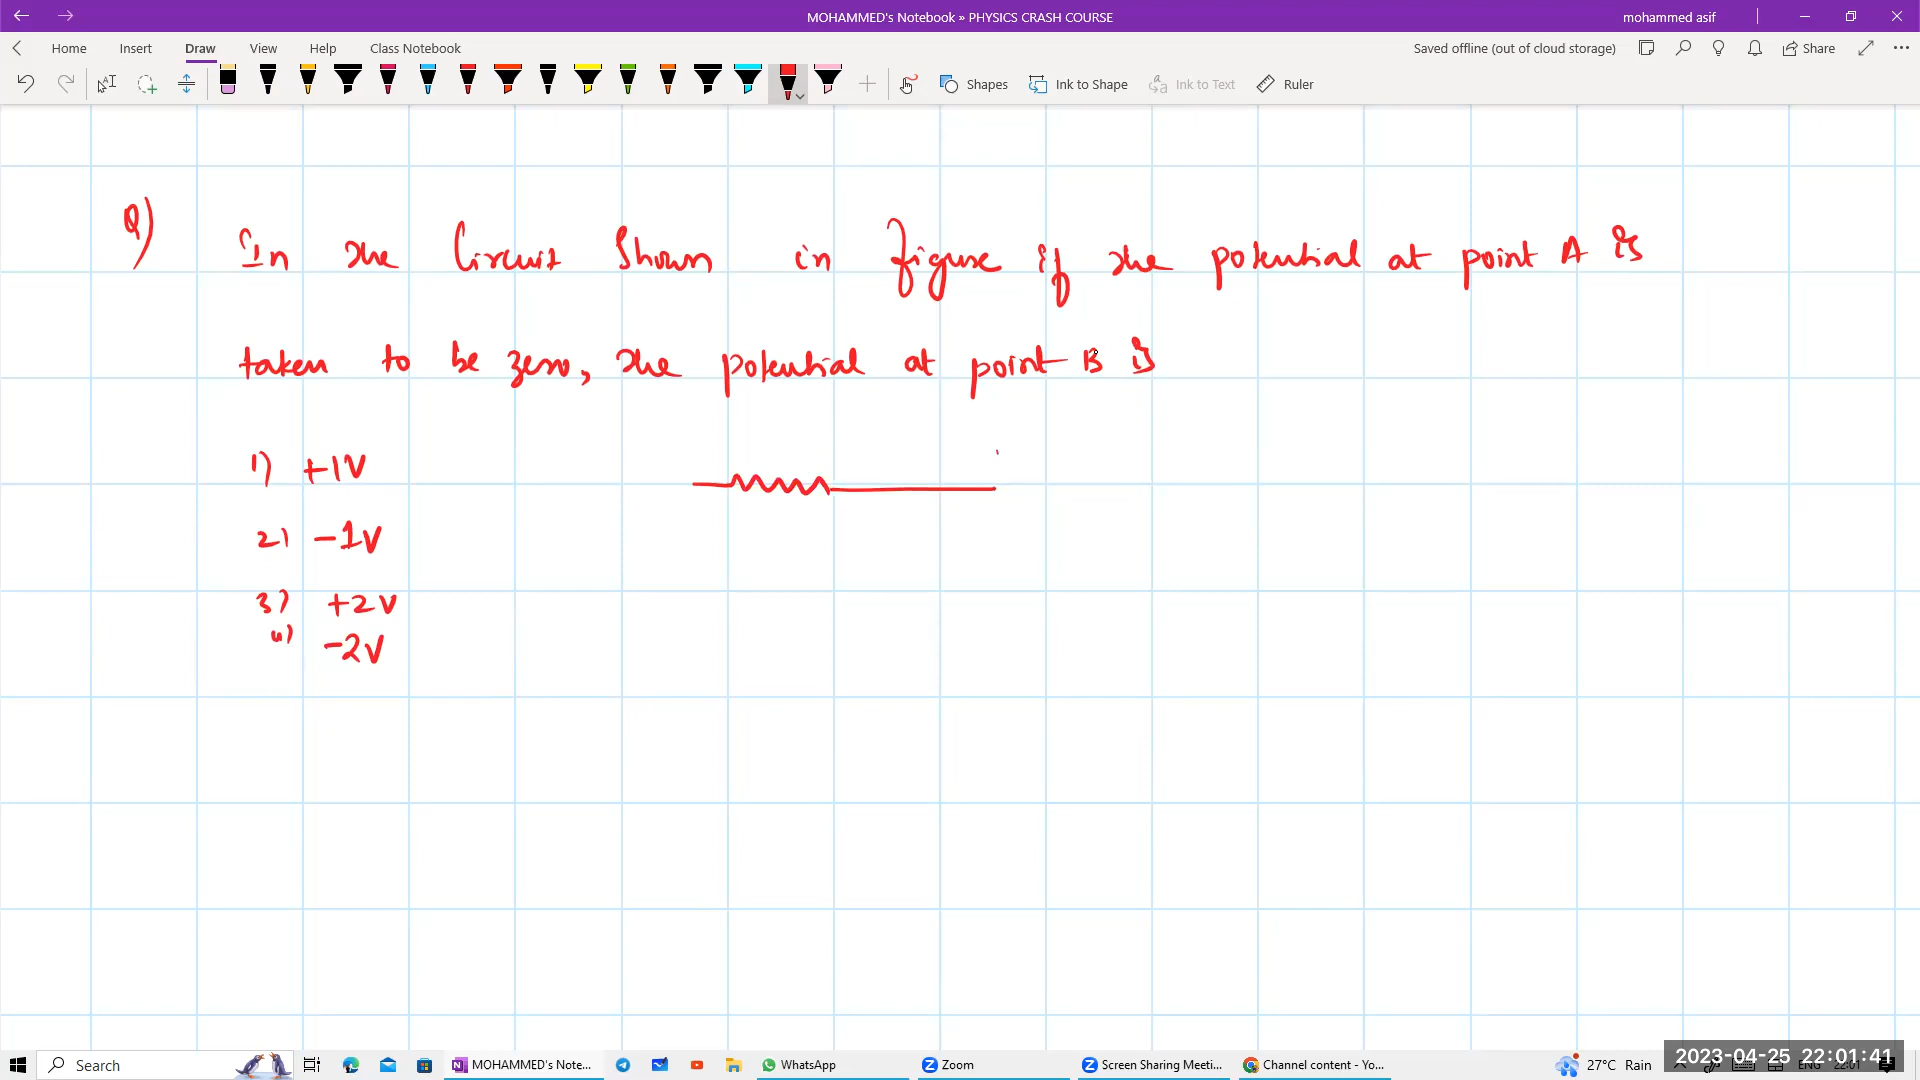 MOHAMMED's Notebook » PHYSICS CRASH COURSE
mohammed asif
Home Insert Draw View Help Class Notebook
Saved offline (out of cloud storage)
Share
Shapes Ink to Shape Ink to Text Ruler
Q) In the Circuit Shown in figure if the potential at point A is
taken to be zero, the potential at point B is
1) +1V
2) -1V
3) +2V
4) -2V
Search
MOHAMMED's Note...
WhatsApp
Zoom
Screen Sharing Meeti...
Channel content - Yo...
27°C Rain
2023-04-25 22:01:41